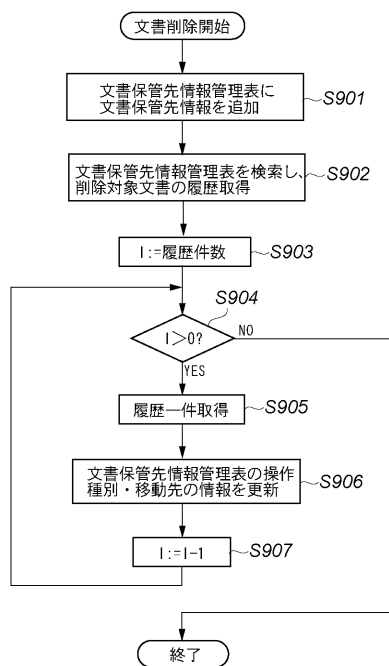 文書削除開始
文書保管先情報管理表に
文書保管先情報を追加
S901
文書保管先情報管理表を検索し、
削除対象文書の履歴取得
S902
I:=履歴件数
S903
S904
I>0?
NO
YES
履歴一件取得
S905
文書保管先情報管理表の操作
種別・移動先の情報を更新
S906
I:=I-1
S907
終了